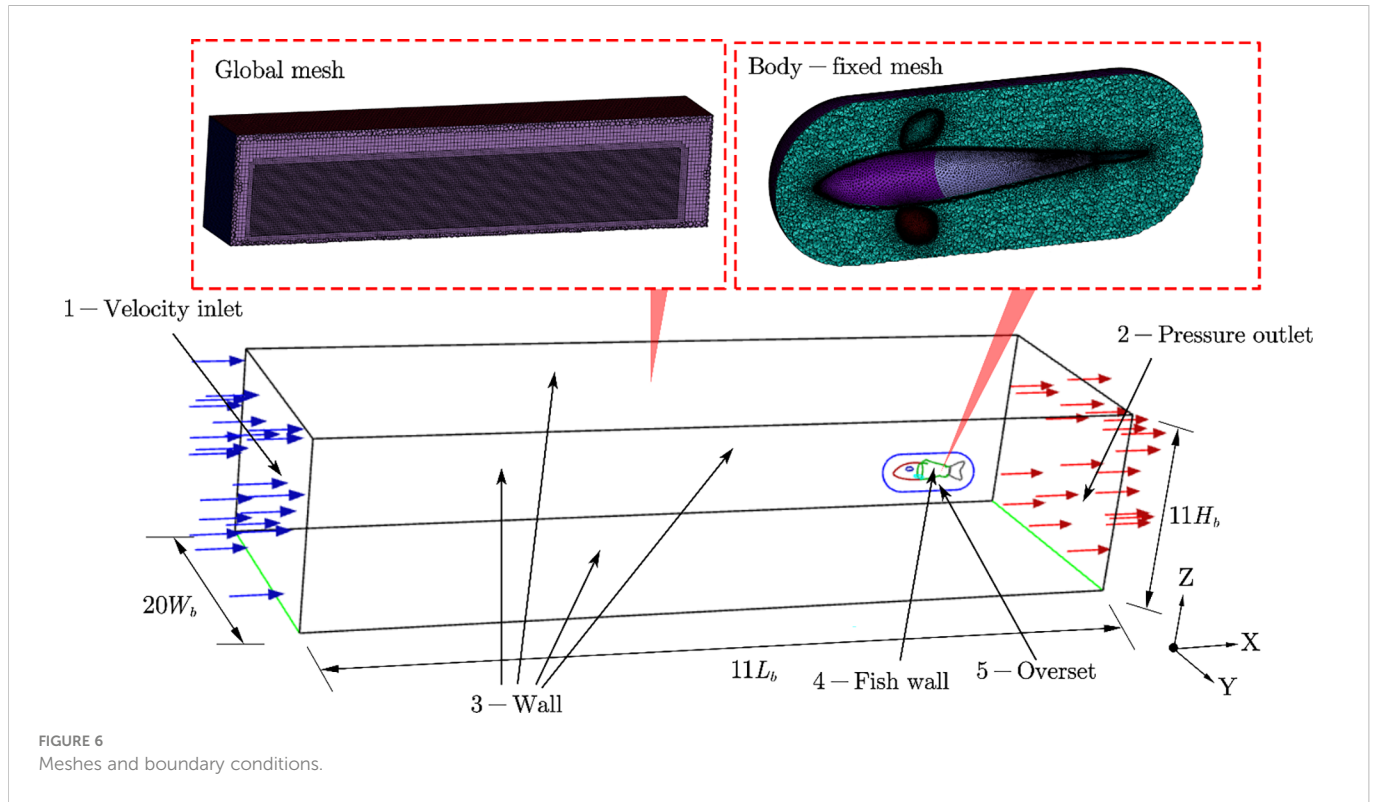 Global mesh
Body – fixed mesh
1 – Velocity inlet
2 – Pressure outlet
11H_b
20W_b
Z
X
Y
11L_b
4 – Fish wall
5 – Overset
3 – Wall
FIGURE 6
Meshes and boundary conditions.